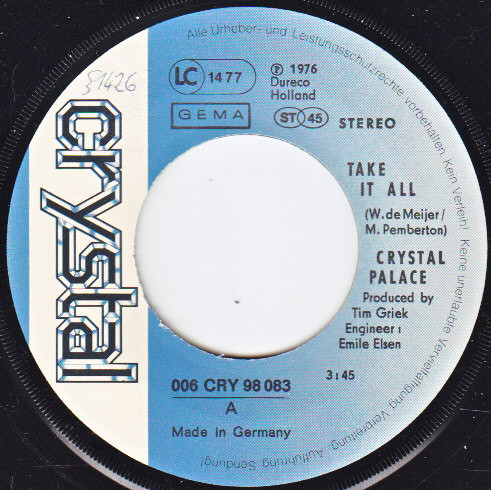 Alle Urheber- und Leistungsschutzrechte vorbehalten. Kein Verleih! Keine unerlaubte Vervielfältigung, Verbreitung, Aufführung, Sendung!
§1426
crystal
LC 1477
GEMA
℗ 1976
Dureco
Holland
ST 45 STEREO
TAKE
IT ALL
(W. de Meijer/
M. Pemberton)
CRYSTAL
PALACE
Produced by
Tim Griek
Engineer:
Emile Elsen
3:45
006 CRY 98 083
A
Made in Germany